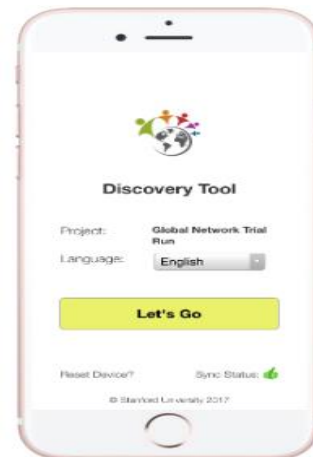 Discovery Tool
Project: Global Network Trial
Run
Language: English
Let's Go
Reset Device? Sync Status:
© Stanford University 2017